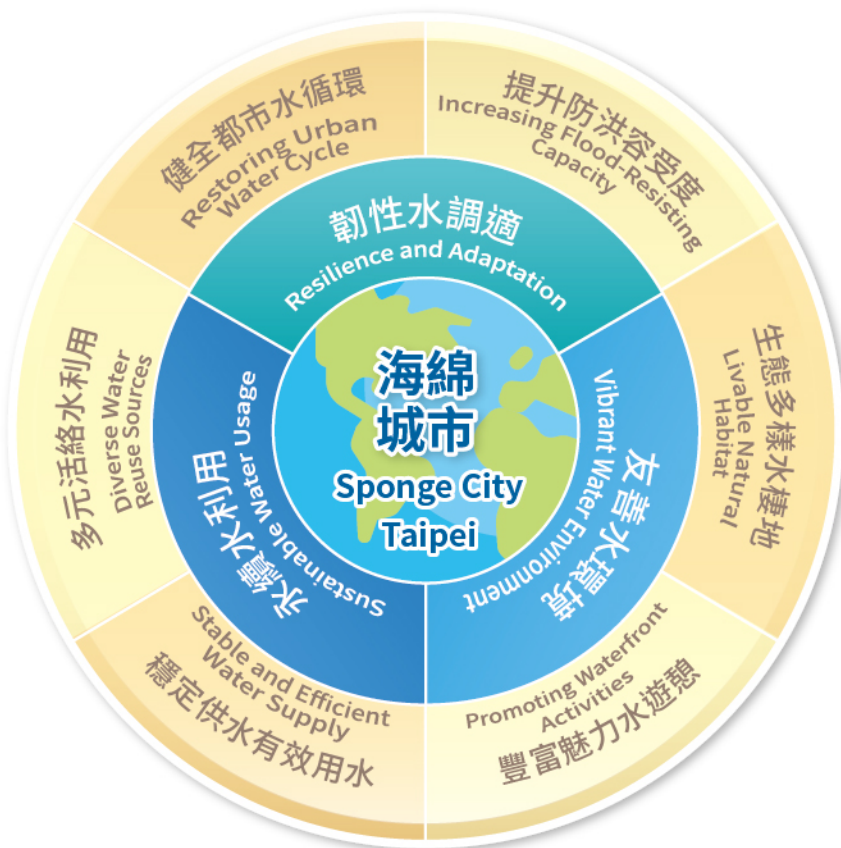 海綿
城市
Sponge City
Taipei
韌性水調適
Resilience and Adaptation
友善水環境
Vibrant Water Environment
永續水利用
Sustainable Water Usage
健全都市水循環
Restoring Urban
Water Cycle
提升防洪容受度
Increasing Flood-Resisting
Capacity
生態多樣水棲地
Livable Natural
Habitat
Promoting Waterfront
Activities
豐富魅力水遊憩
Stable and Efficient
Water Supply
穩定供水有效用水
多元活絡水利用
Diverse Water
Reuse Sources